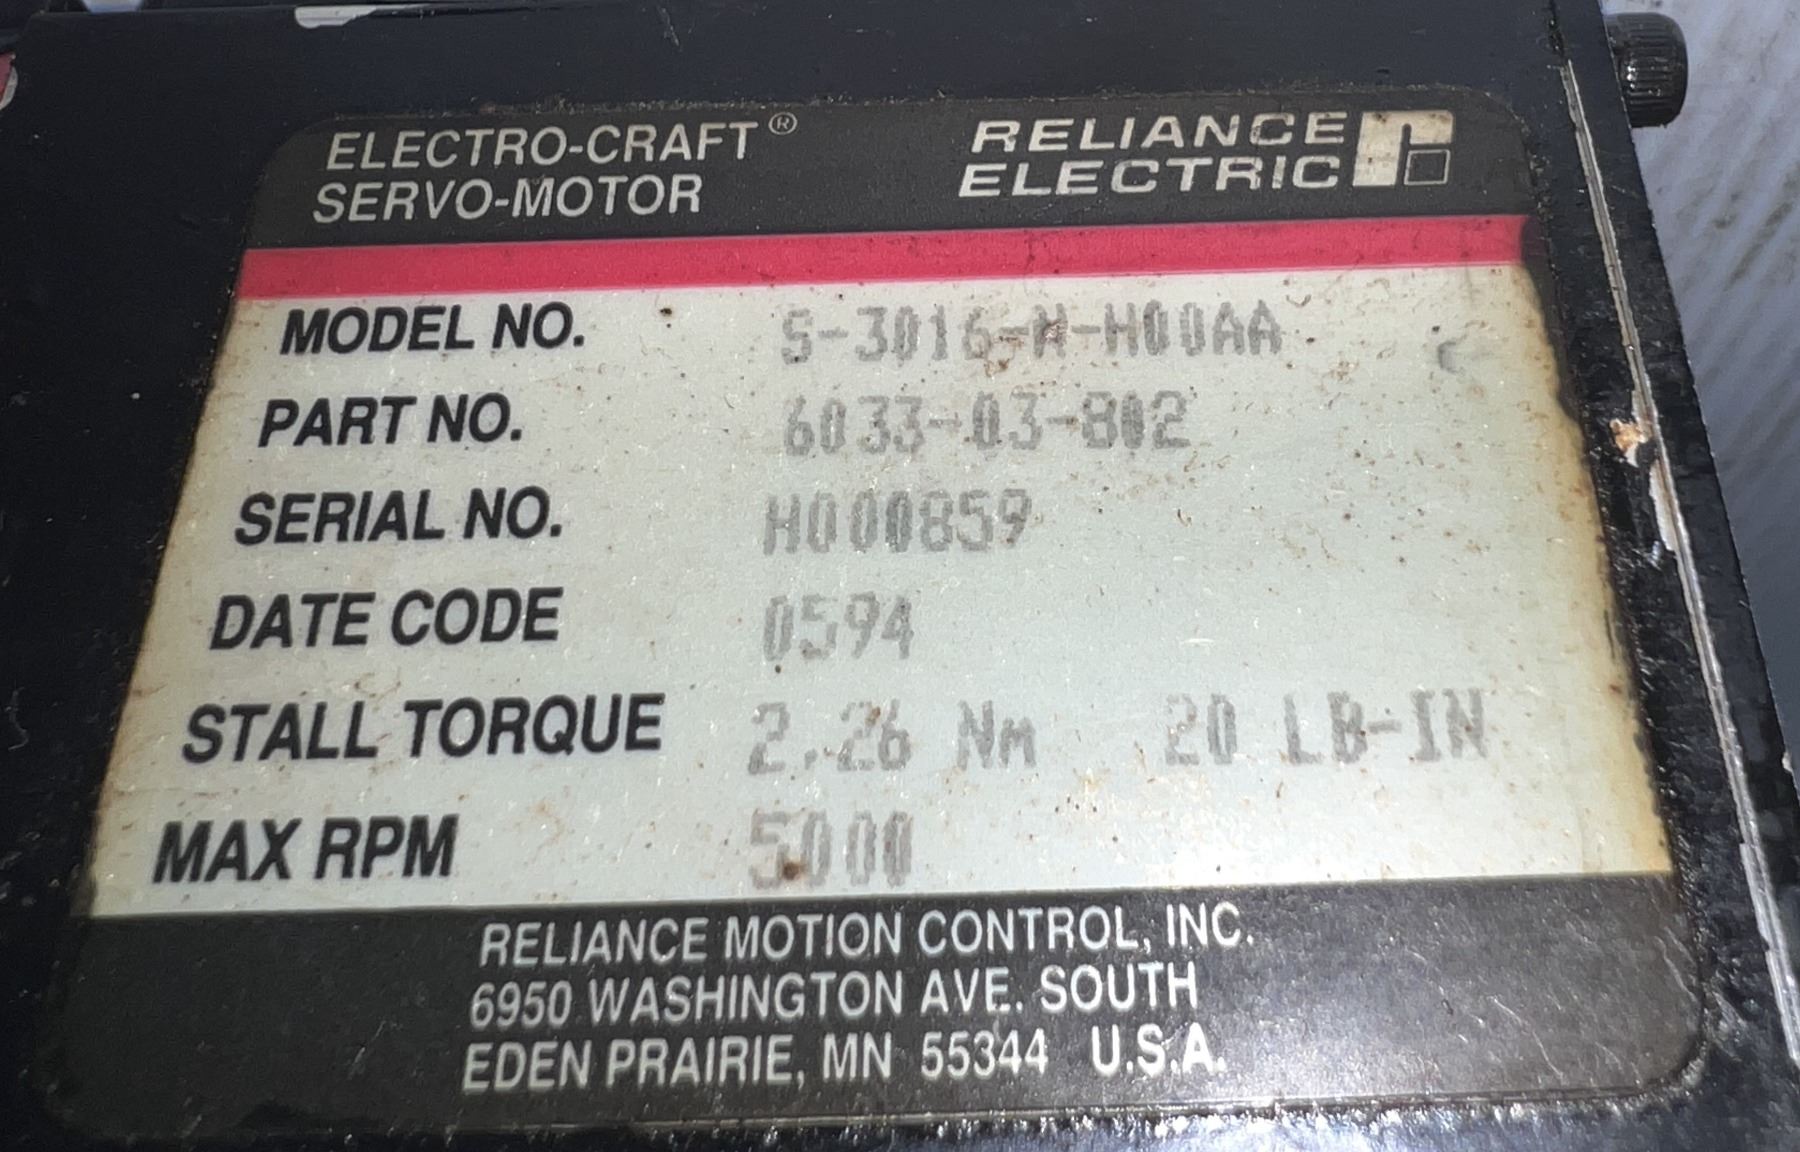 ELECTRO-CRAFT®
SERVO-MOTOR
RELIANCE
ELECTRIC
MODEL NO. S-3016-N-H00AA
PART NO. 6033-03-802
SERIAL NO. H000859
DATE CODE 0594
STALL TORQUE 2.26 Nm 20 LB-IN
MAX RPM 5000
RELIANCE MOTION CONTROL, INC.
6950 WASHINGTON AVE. SOUTH
EDEN PRAIRIE, MN 55344 U.S.A.